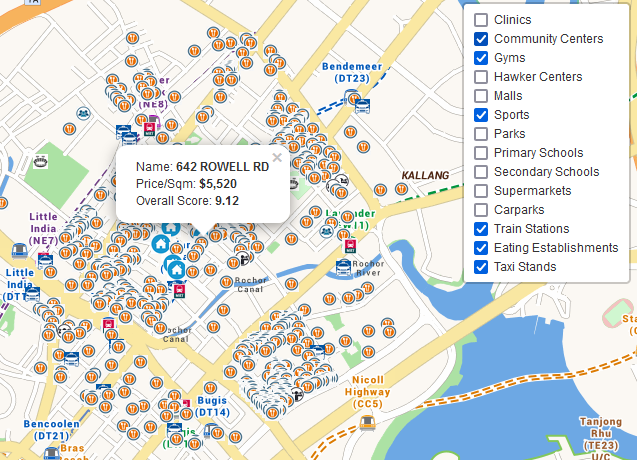 Clinics
Community Centers
Gyms
Hawker Centers
Malls
Sports
Parks
Primary Schools
Secondary Schools
Supermarkets
Carparks
Train Stations
Eating Establishments
Taxi Stands
Bendemeer
(DT23)
(NE8)
Name: 642 ROWELL RD
Price/Sqm: $5,520
Overall Score: 9.12
×
KALLANG
Little
India
(NE7)
Little
India
Rochor
River
Rochor
Canal
Canal
Nicoll
Highway
(CC5)
Bugis
(DT14)
Bencoolen
(DT21)
Bras
Tanjong
Rhu
(TE23)
U/C